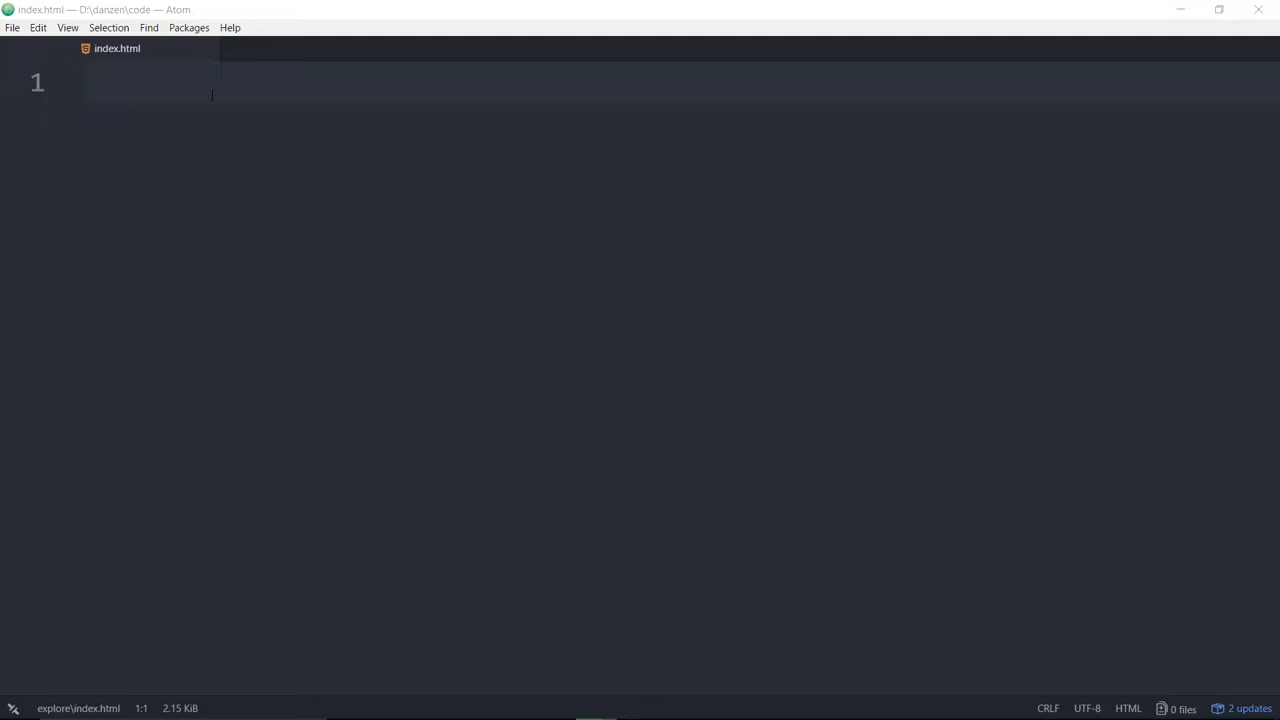 index.html — D:\danzen\code — Atom
File Edit View Selection Find Packages Help
index.html
1
explore\index.html 1:1 2.15 KiB CRLF UTF-8 HTML 0 files 2 updates